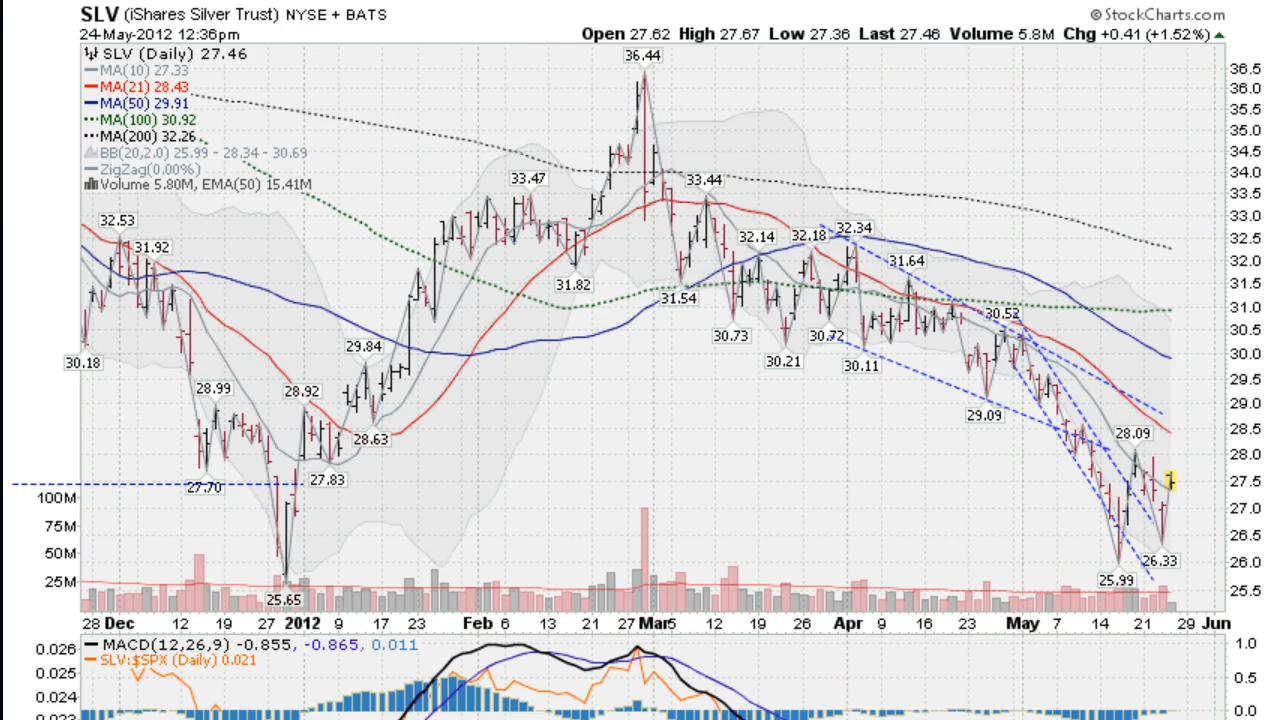 SLV (iShares Silver Trust) NYSE + BATS
© StockCharts.com
24-May-2012 12:36pm
Open 27.62 High 27.67 Low 27.36 Last 27.46 Volume 5.8M Chg +0.41 (+1.52%)
SLV (Daily) 27.46
MA(10) 27.33
MA(21) 28.43
MA(50) 29.91
MA(100) 30.92
MA(200) 32.26
BB(20,2.0) 25.99 - 28.34 - 30.69
ZigZag(0.00%)
Volume 5.80M, EMA(50) 15.41M
36.44
33.47
33.44
32.53
31.92
32.14
32.18
32.34
31.64
31.82
31.54
30.73
30.21
30.72
30.11
30.52
30.18
29.84
29.09
28.99
28.92
28.63
28.09
27.83
27.70
26.33
25.99
25.65
36.5
36.0
35.5
35.0
34.5
34.0
33.5
33.0
32.5
32.0
31.5
31.0
30.5
30.0
29.5
29.0
28.5
28.0
27.5
27.0
26.5
26.0
25.5
100M
75M
50M
25M
28 Dec 12 19 27 2012 9 17 23 Feb 6 13 21 27 Mar 5 12 19 26 Apr 9 16 23 May 7 14 21 29 Jun
MACD(12,26,9) -0.855, -0.865, 0.011
SLV:$SPX (Daily) 0.021
0.026
0.025
0.024
0.023
1.0
0.5
0.0